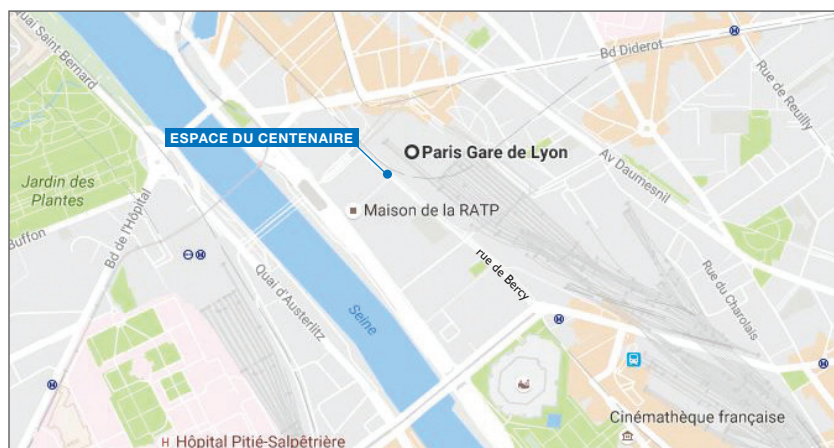 Quai Saint-Bernard
Bd Diderot
Rue de Reuilly
ESPACE DU CENTENAIRE
Paris Gare de Lyon
Av Daumesnil
Jardin des
Plantes
Maison de la RATP
Buffon
Bd de l'Hôpital
rue de Bercy
Rue du Charolais
Quai d'Austerlitz
Seine
Cinémathèque française
H Hôpital Pitié-Salpêtrière